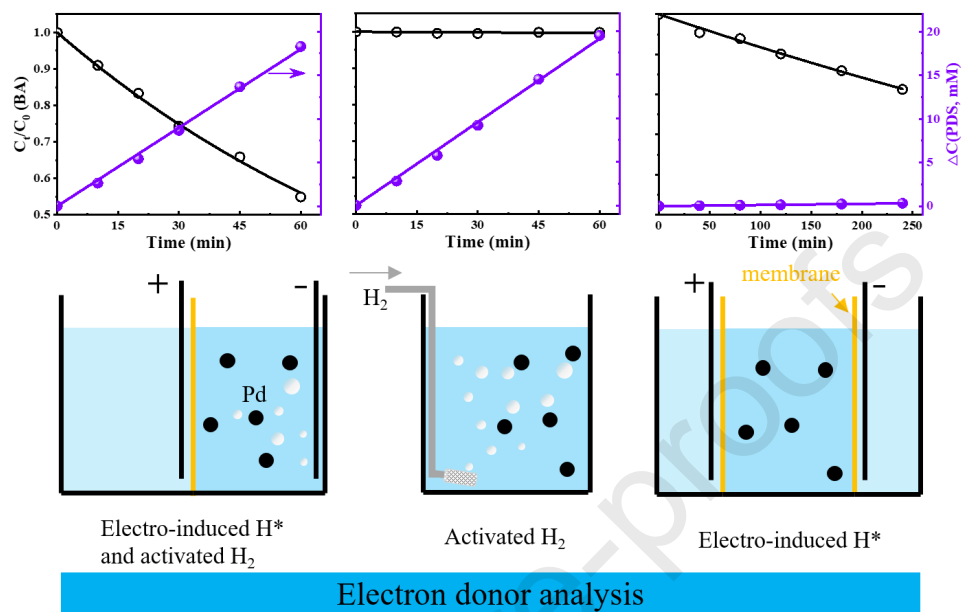 1.0
0.9
0.8
0.7
0.6
0.5
0 15 30 45 60
Time (min)
Cₜ/C₀ (BA)
0 15 30 45 60
Time (min)
0 50 100 150 200 250
Time (min)
20
15
10
5
0
△C(PDS, mM)
+ -
Pd
H₂
membrane
+ -
Electro-induced H*
and activated H₂
Activated H₂
Electro-induced H*
Electron donor analysis
e-proofs